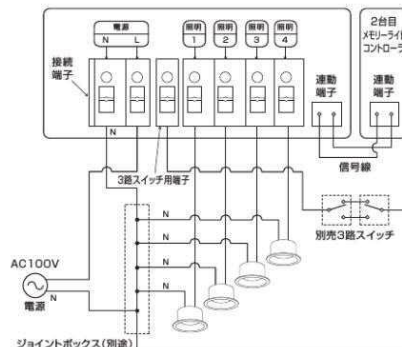 電源
N L
照明
1
照明
2
照明
3
照明
4
2台目
メモリーライ
コントローラ
接続
端子
連動
端子
連動
端子
N
3路スイッチ用端子
信号線
N
N
別売3路スイッチ
AC100V
N
N
電源
N
ジョイントボックス(別途)